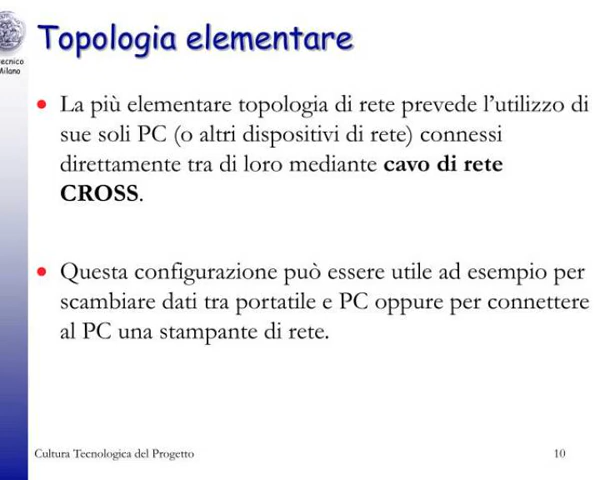 Topologia elementare
ecnico
Milano
• La più elementare topologia di rete prevede l'utilizzo di
sue soli PC (o altri dispositivi di rete) connessi
direttamente tra di loro mediante cavo di rete
CROSS.
• Questa configurazione può essere utile ad esempio per
scambiare dati tra portatile e PC oppure per connettere
al PC una stampante di rete.
Cultura Tecnologica del Progetto
10